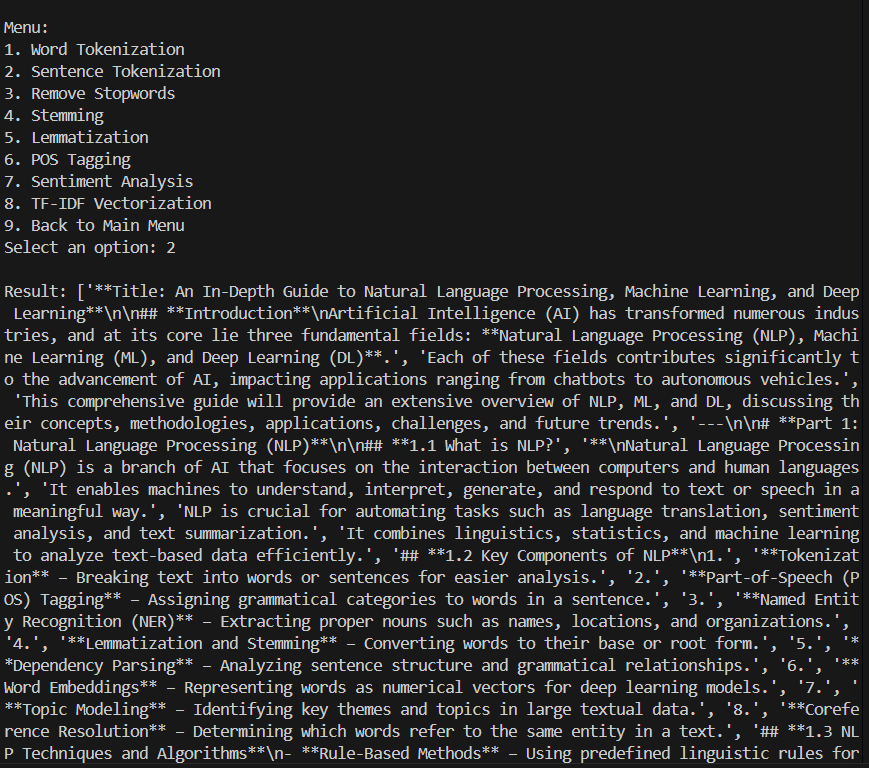 Menu:
1. Word Tokenization
2. Sentence Tokenization
3. Remove Stopwords
4. Stemming
5. Lemmatization
6. POS Tagging
7. Sentiment Analysis
8. TF-IDF Vectorization
9. Back to Main Menu
Select an option: 2

Result: ['**Title: An In-Depth Guide to Natural Language Processing, Machine Learning, and Deep
 Learning**\n\n## **Introduction**\nArtificial Intelligence (AI) has transformed numerous indus
tries, and at its core lie three fundamental fields: **Natural Language Processing (NLP), Machi
ne Learning (ML), and Deep Learning (DL)**.', 'Each of these fields contributes significantly t
o the advancement of AI, impacting applications ranging from chatbots to autonomous vehicles.',
 'This comprehensive guide will provide an extensive overview of NLP, ML, and DL, discussing th
eir concepts, methodologies, applications, challenges, and future trends.', '---\n\n# **Part 1:
 Natural Language Processing (NLP)**\n\n## **1.1 What is NLP?', '**\nNatural Language Processin
g (NLP) is a branch of AI that focuses on the interaction between computers and human languages
.', 'It enables machines to understand, interpret, generate, and respond to text or speech in a
 meaningful way.', 'NLP is crucial for automating tasks such as language translation, sentiment
 analysis, and text summarization.', 'It combines linguistics, statistics, and machine learning
 to analyze text-based data efficiently.', '## **1.2 Key Components of NLP**\n1.', '**Tokenizat
ion** – Breaking text into words or sentences for easier analysis.', '2.', '**Part-of-Speech (P
OS) Tagging** – Assigning grammatical categories to words in a sentence.', '3.', '**Named Entit
y Recognition (NER)** – Extracting proper nouns such as names, locations, and organizations.',
'4.', '**Lemmatization and Stemming** – Converting words to their base or root form.', '5.', '*
*Dependency Parsing** – Analyzing sentence structure and grammatical relationships.', '6.', '**
Word Embeddings** – Representing words as numerical vectors for deep learning models.', '7.', '
**Topic Modeling** – Identifying key themes and topics in large textual data.', '8.', '**Corefe
rence Resolution** – Determining which words refer to the same entity in a text.', '## **1.3 NL
P Techniques and Algorithms**\n- **Rule-Based Methods** – Using predefined linguistic rules for